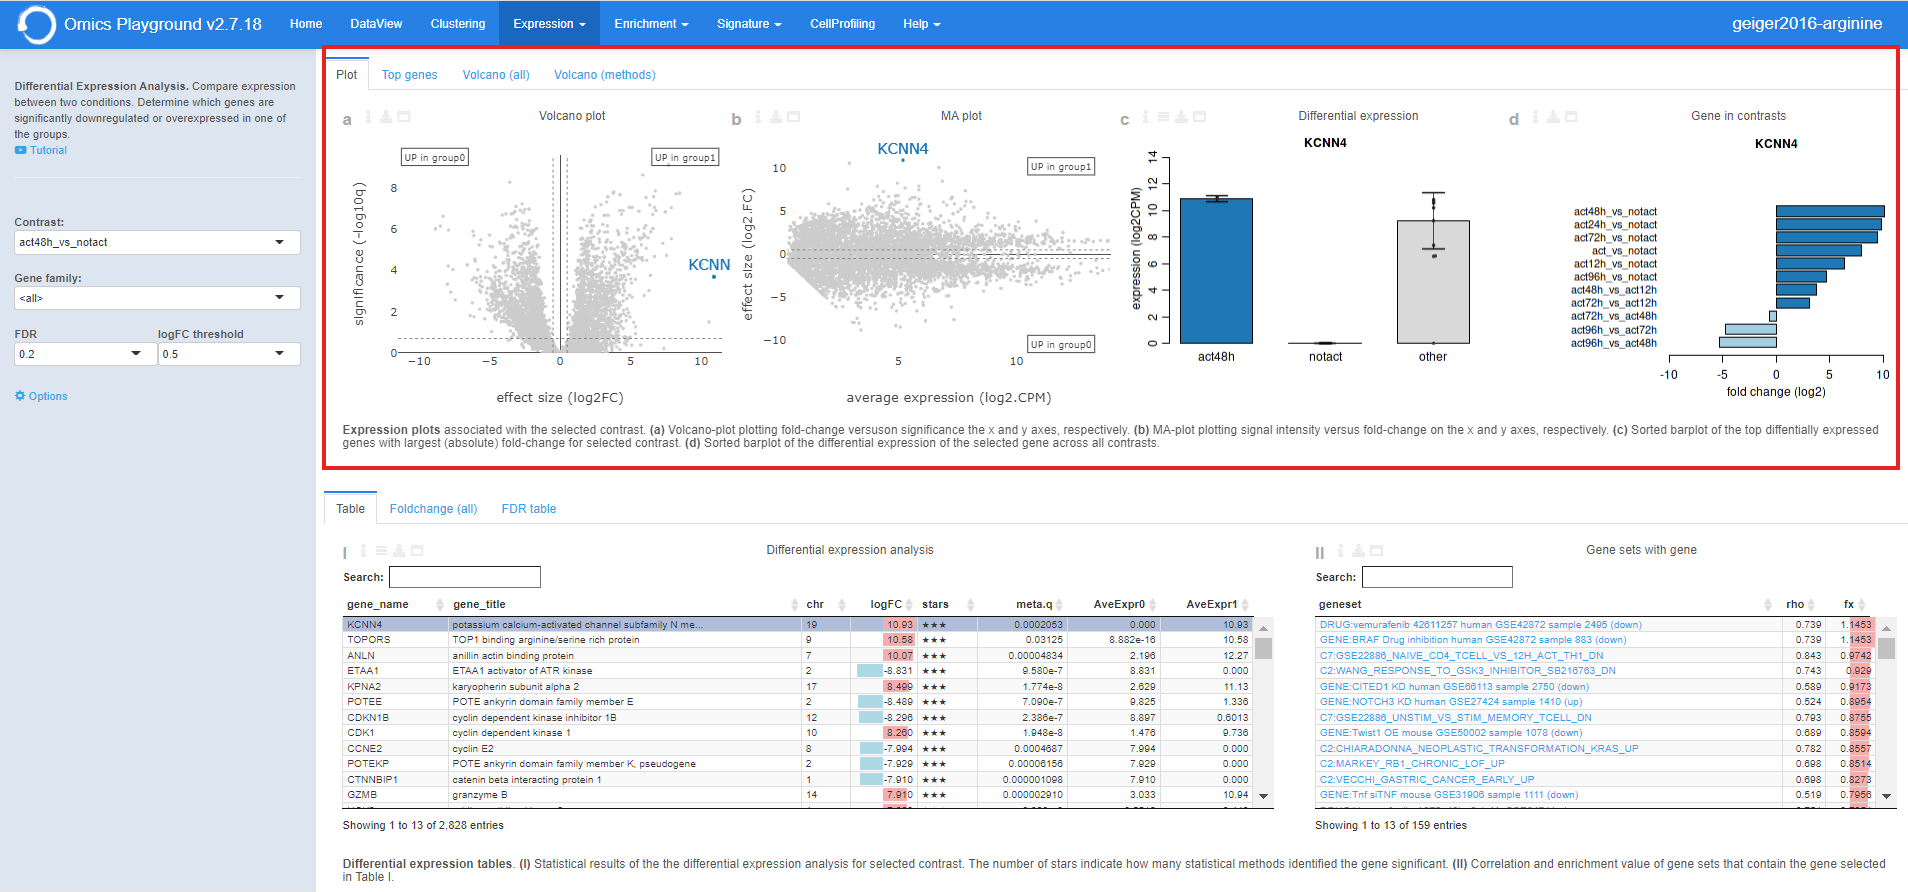 Omics Playground v2.7.18 Home DataView Clustering Expression Enrichment Signature CellProfiling Help geiger2016-arginine
Differential Expression Analysis. Compare expression
between two conditions. Determine which genes are
significantly downregulated or overexpressed in one of
the groups.
Tutorial
Contrast:
act48h_vs_notact
Gene family:
<all>
FDR logFC threshold
0.2 0.5
Options
Plot Top genes Volcano (all) Volcano (methods)
a Volcano plot
UP in group0 UP in group1
KCNN
significance (-log10q)
8
6
4
2
0
−10 −5 0 5 10
effect size (log2FC)
b MA plot
KCNN4
UP in group1
effect size (log2.FC)
10
5
0
−5
−10
UP in group0
5 10
average expression (log2.CPM)
c Differential expression
KCNN4
expression (log2CPM)
14
12
10
8
6
4
2
0
act48h notact other
d Gene in contrasts
KCNN4
act48h_vs_notact
act24h_vs_notact
act72h_vs_notact
act_vs_notact
act12h_vs_notact
act96h_vs_notact
act48h_vs_act12h
act72h_vs_act12h
act72h_vs_act48h
act96h_vs_act72h
act96h_vs_act48h
-10 -5 0 5 10
fold change (log2)
Expression plots associated with the selected contrast. (a) Volcano-plot plotting fold-change versuson significance the x and y axes, respectively. (b) MA-plot plotting signal intensity versus fold-change on the x and y axes, respectively. (c) Sorted barplot of the top diffentially expressed
genes with largest (absolute) fold-change for selected contrast. (d) Sorted barplot of the differential expression of the selected gene across all contrasts.
Table Foldchange (all) FDR table
I Differential expression analysis
Search:
gene_name gene_title chr logFC stars meta.q AveExpr0 AveExpr1
KCNN4 potassium calcium-activated channel subfamily N me... 19 10.93 ★★★ 0.0002053 0.000 10.93
TOPORS TOP1 binding arginine/serine rich protein 9 10.58 ★★★ 0.03125 8.882e-16 10.58
ANLN anillin actin binding protein 7 10.07 ★★★ 0.00004834 2.196 12.27
ETAA1 ETAA1 activator of ATR kinase 2 -8.831 ★★★ 9.580e-7 8.831 0.000
KPNA2 karyopherin subunit alpha 2 17 8.499 ★★★ 1.774e-8 2.629 11.13
POTEE POTE ankyrin domain family member E 2 -8.489 ★★★ 7.090e-7 9.825 1.336
CDKN1B cyclin dependent kinase inhibitor 1B 12 -8.296 ★★★ 2.386e-7 8.897 0.6013
CDK1 cyclin dependent kinase 1 10 8.260 ★★★ 1.948e-8 1.476 9.736
CCNE2 cyclin E2 8 -7.994 ★★★ 0.0004687 7.994 0.000
POTEKP POTE ankyrin domain family member K, pseudogene 2 -7.929 ★★★ 0.00006156 7.929 0.000
CTNNBIP1 catenin beta interacting protein 1 1 -7.910 ★★★ 0.000001098 7.910 0.000
GZMB granzyme B 14 7.910 ★★★ 0.000002910 3.033 10.94
Showing 1 to 13 of 2,828 entries
II Gene sets with gene
Search:
geneset rho fx
DRUG:vemurafenib 42611257 human GSE42872 sample 2495 (down) 0.739 1.1453
GENE:BRAF Drug inhibition human GSE42872 sample 883 (down) 0.739 1.1453
C7:GSE22886_NAIVE_CD4_TCELL_VS_12H_ACT_TH1_DN 0.843 0.9742
C2:WANG_RESPONSE_TO_GSK3_INHIBITOR_SB216763_DN 0.743 0.929
GENE:CITED1 KD human GSE66113 sample 2750 (down) 0.589 0.9173
GENE:NOTCH3 KD human GSE27424 sample 1410 (up) 0.524 0.8954
C7:GSE22886_UNSTIM_VS_STIM_MEMORY_TCELL_DN 0.793 0.8755
GENE:Twist1 OE mouse GSE50002 sample 1078 (down) 0.689 0.8594
C2:CHIARADONNA_NEOPLASTIC_TRANSFORMATION_KRAS_UP 0.782 0.8557
C2:MARKEY_RB1_CHRONIC_LOF_UP 0.698 0.8514
C2:VECCHI_GASTRIC_CANCER_EARLY_UP 0.698 0.8273
GENE:Tnf siTNF mouse GSE31906 sample 1111 (down) 0.519 0.7956
Showing 1 to 13 of 159 entries
Differential expression tables. (I) Statistical results of the the differential expression analysis for selected contrast. The number of stars indicate how many statistical methods identified the gene significant. (II) Correlation and enrichment value of gene sets that contain the gene selected
in Table I.